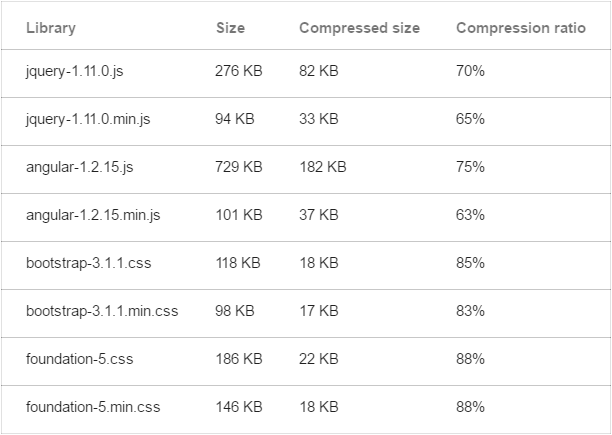 Library Size Compressed size Compression ratio
jquery-1.11.0.js 276 KB 82 KB 70%
jquery-1.11.0.min.js 94 KB 33 KB 65%
angular-1.2.15.js 729 KB 182 KB 75%
angular-1.2.15.min.js 101 KB 37 KB 63%
bootstrap-3.1.1.css 118 KB 18 KB 85%
bootstrap-3.1.1.min.css 98 KB 17 KB 83%
foundation-5.css 186 KB 22 KB 88%
foundation-5.min.css 146 KB 18 KB 88%